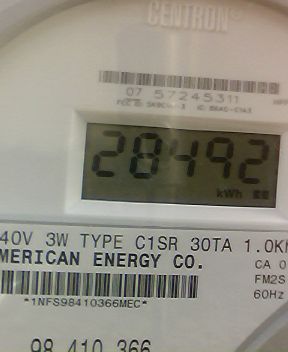 CENTRON®
07 57245311
28492
kWh
40V 3W TYPE C1SR 30TA 1.0K
MERICAN ENERGY CO.
CA 0
FM2S
60Hz
*1NFS98410366MEC*
98 410 366